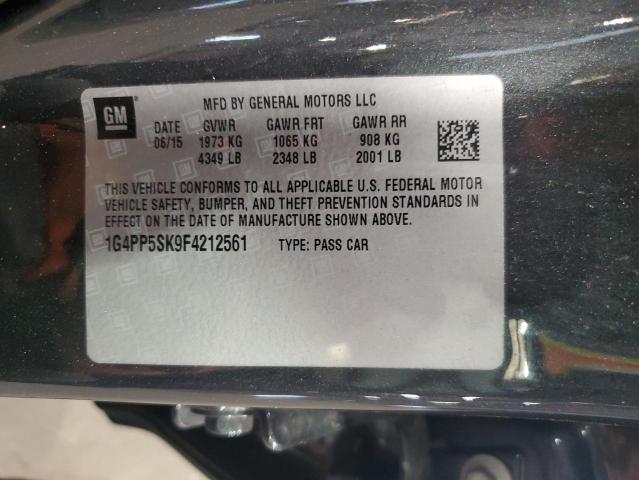 GM
MFD BY GENERAL MOTORS LLC
DATE GVWR GAWR FRT GAWR RR
06/15 1973 KG 1065 KG 908 KG
4349 LB 2348 LB 2001 LB
THIS VEHICLE CONFORMS TO ALL APPLICABLE U.S. FEDERAL MOTOR
VEHICLE SAFETY, BUMPER, AND THEFT PREVENTION STANDARDS IN
EFFECT ON THE DATE OF MANUFACTURE SHOWN ABOVE.
1G4PP5SK9F4212561 TYPE: PASS CAR